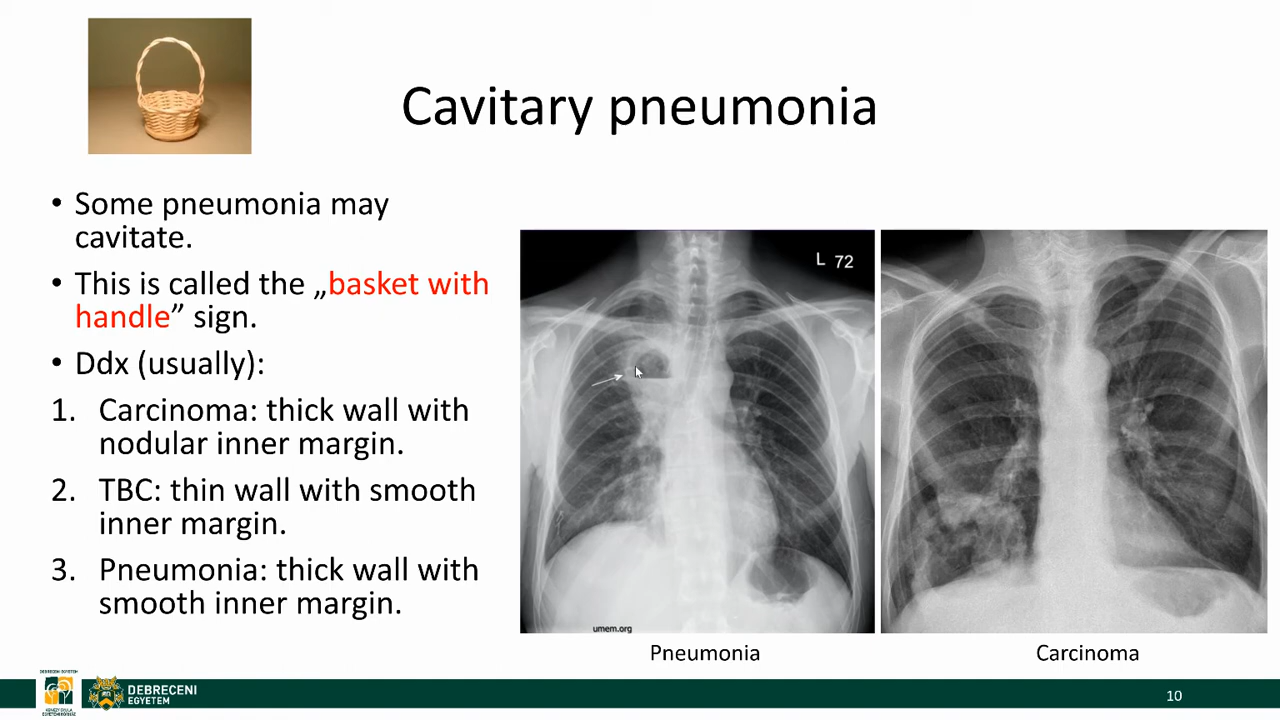 Cavitary pneumonia
• Some pneumonia may
cavitate.
• This is called the „basket with
handle” sign.
• Ddx (usually):
1. Carcinoma: thick wall with
nodular inner margin.
2. TBC: thin wall with smooth
inner margin.
3. Pneumonia: thick wall with
smooth inner margin.
L 72
umem.org
Pneumonia
Carcinoma
DEBRECENI
EGYETEM
10